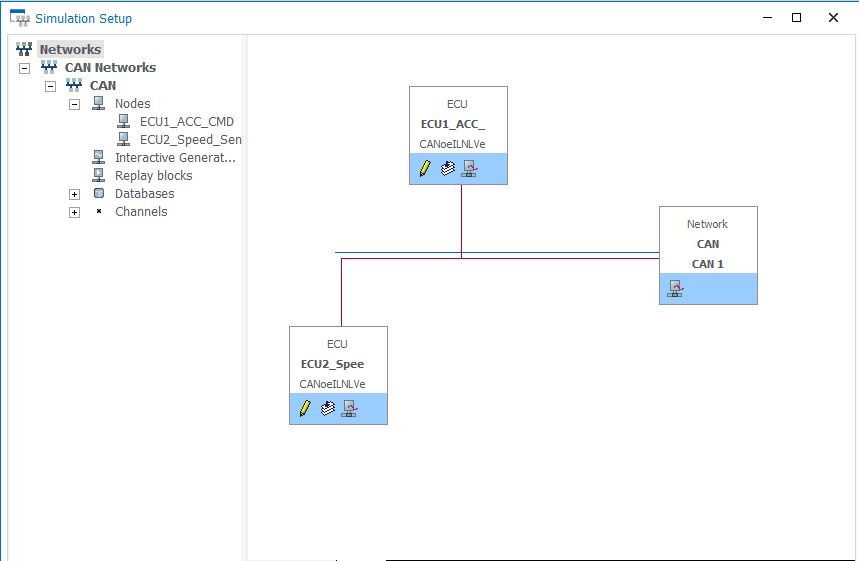 Simulation Setup
Networks
CAN Networks
CAN
Nodes
ECU1_ACC_CMD
ECU2_Speed_Sen
Interactive Generat...
Replay blocks
Databases
Channels
ECU
ECU1_ACC_
CANoeILNLVe
Network
CAN
CAN 1
ECU
ECU2_Spee
CANoeILNLVe